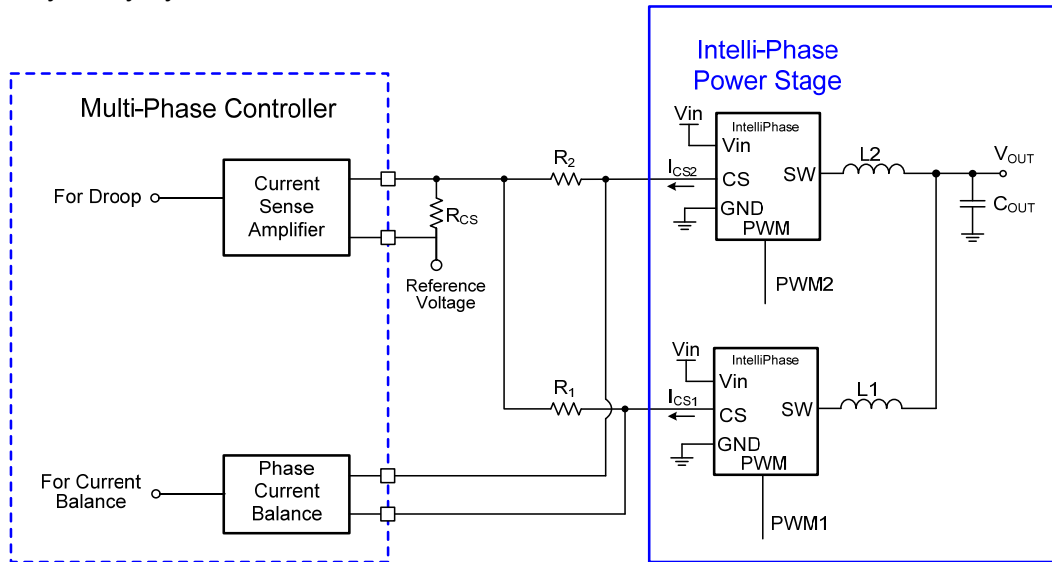 Intelli-Phase
Power Stage
Multi-Phase Controller
For Droop
Current
Sense
Amplifier
R2
RCS
Reference
Voltage
ICS2
Vin
IntelliPhase
Vin
CS
SW
GND
PWM
L2
VOUT
COUT
PWM2
R1
ICS1
Vin
IntelliPhase
Vin
CS
SW
GND
PWM
L1
PWM1
For Current
Balance
Phase
Current
Balance